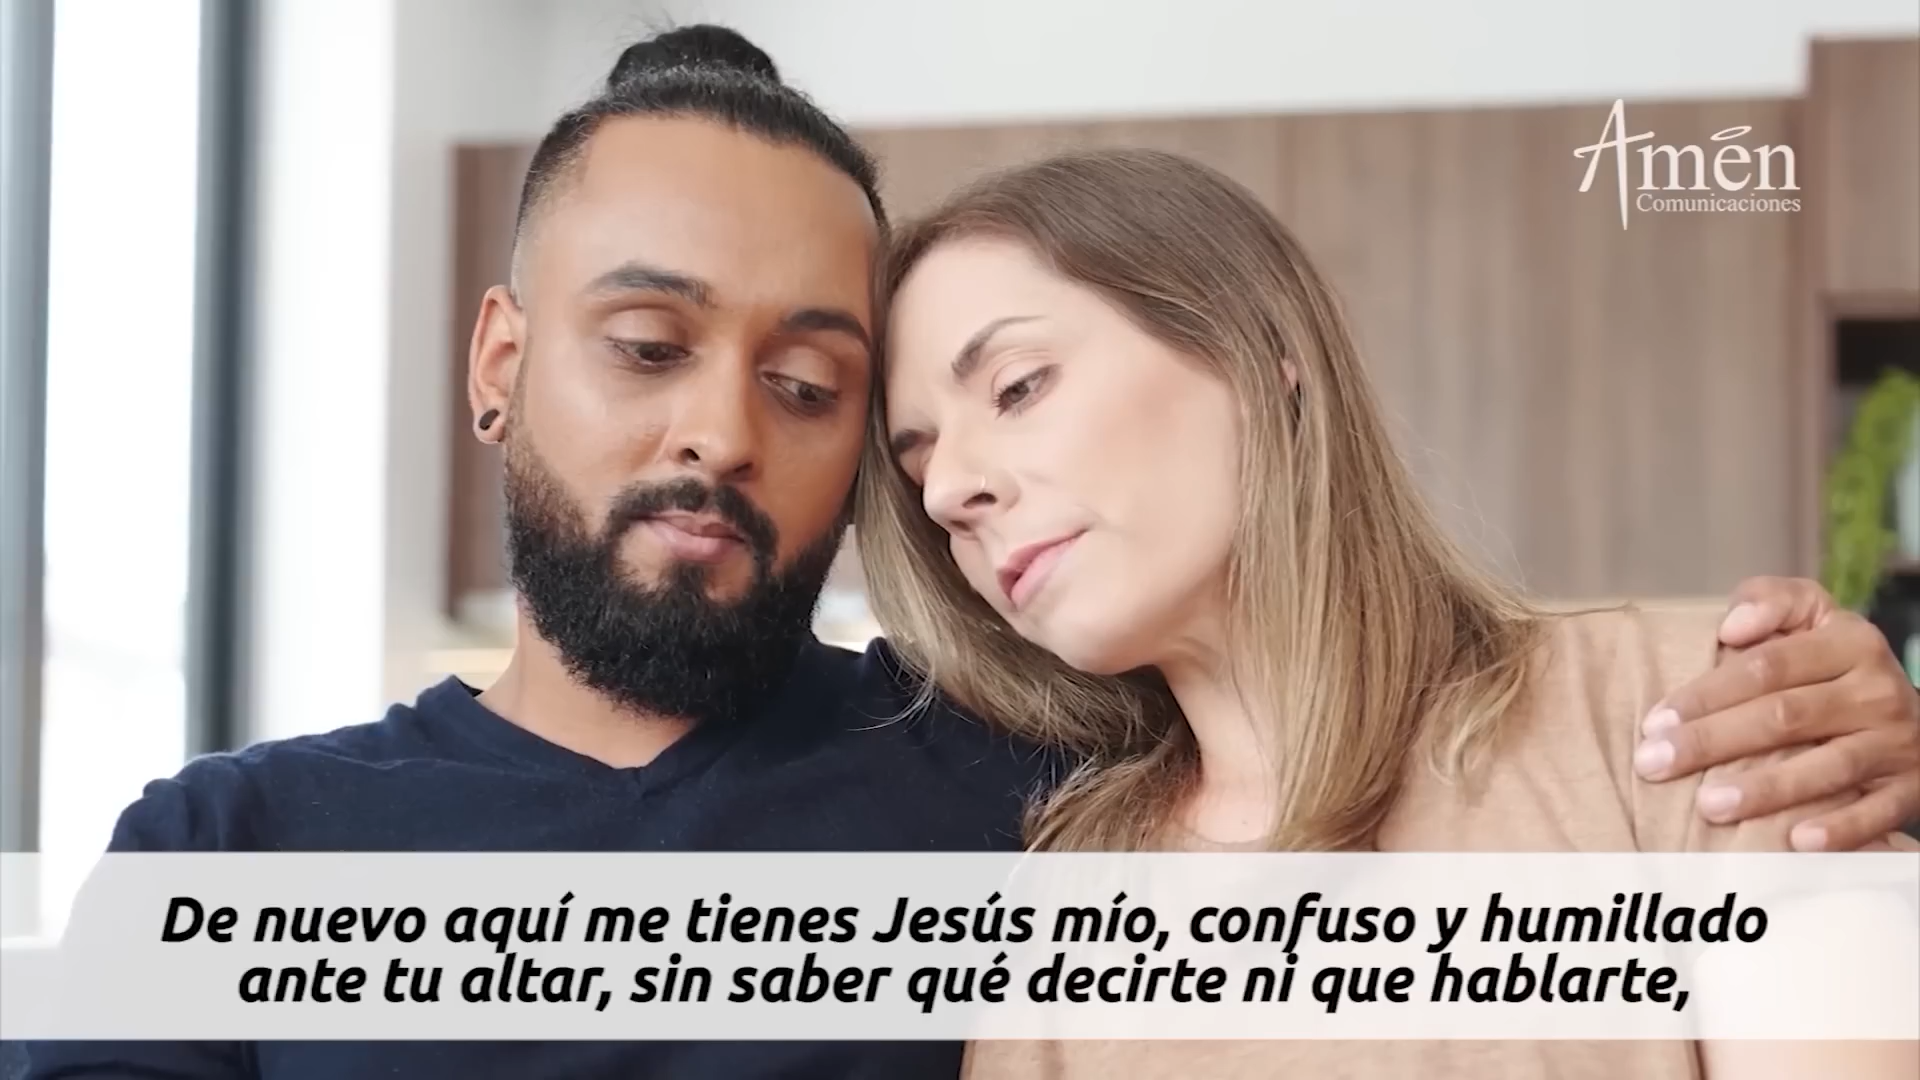 Amén
Comunicaciones
De nuevo aquí me tienes Jesús mío, confuso y humillado
ante tu altar, sin saber qué decirte ni que hablarte,